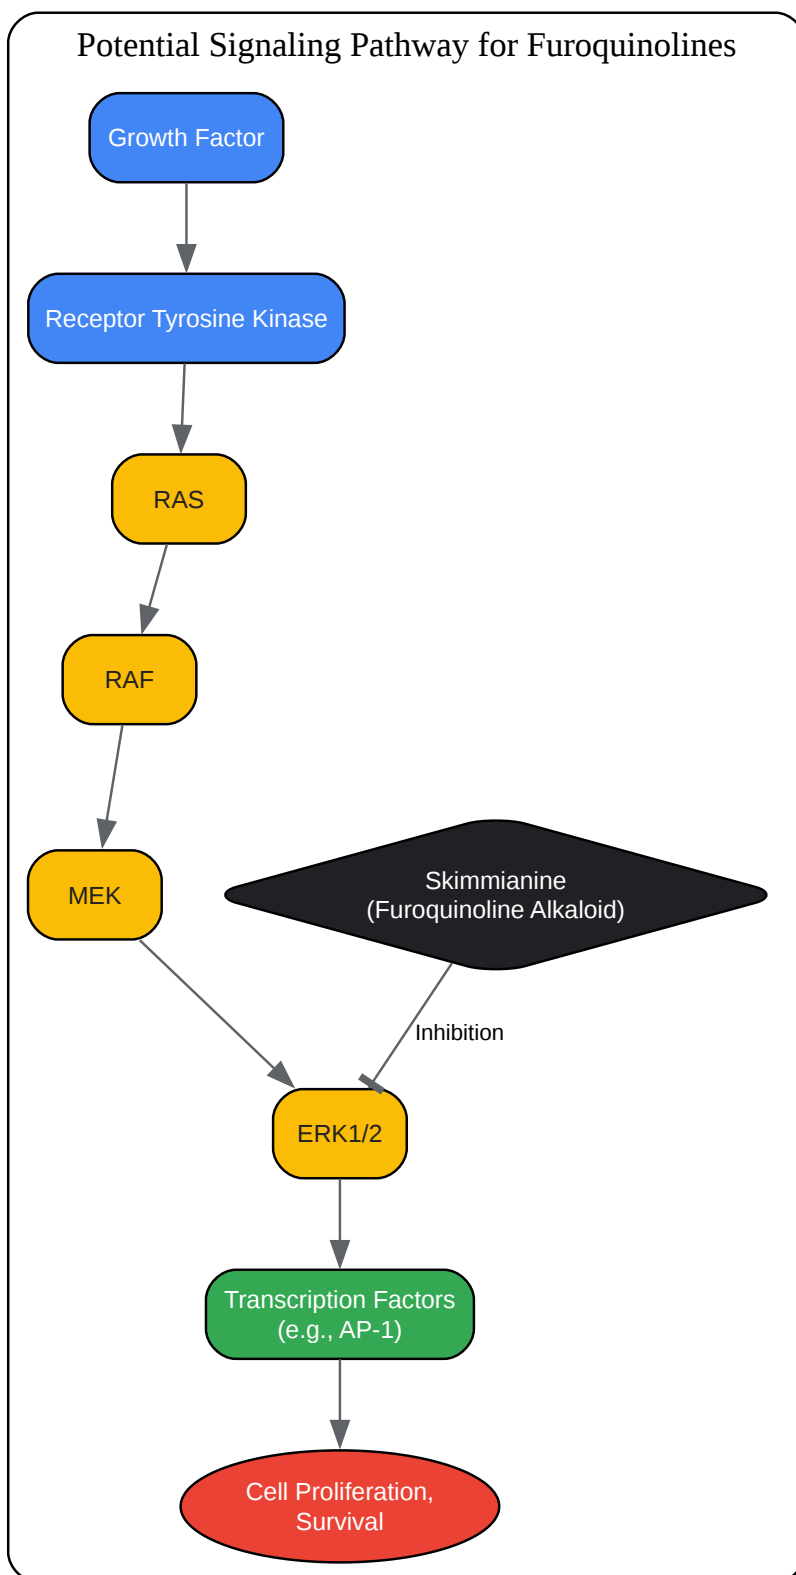 Potential Signaling Pathway for Furoquinolines
Growth Factor
Receptor Tyrosine Kinase
RAS
RAF
MEK
Skimmianine
(Furoquinoline Alkaloid)
Inhibition
ERK1/2
Transcription Factors
(e.g., AP-1)
Cell Proliferation,
Survival